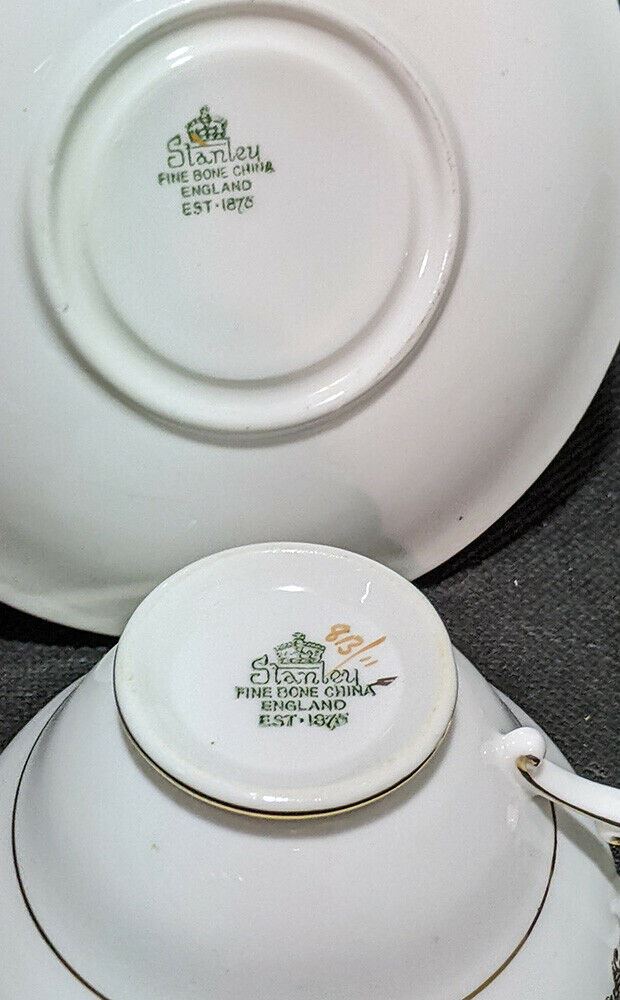 Stanley
FINE BONE CHINA
ENGLAND
EST·1875
813/11
Stanley
FINE BONE CHINA
ENGLAND
EST·1875